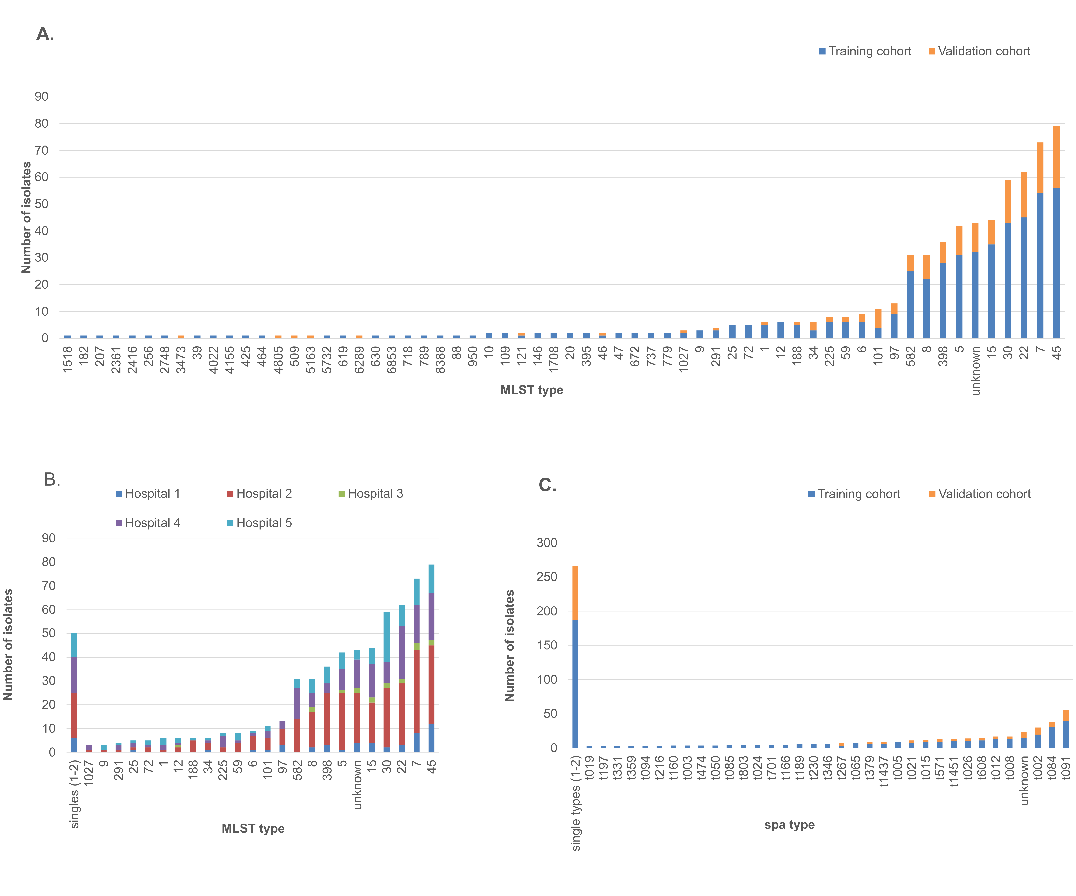 A.
Training cohort Validation cohort
90
80
70
60
50
40
30
20
10
0
Number of isolates
1518 182 207 2361 2416 256 2748 3473 39 4022 4155 425 464 4805 509 5163 5732 619 6289 630 6853 718 789 8388 88 950 10 109 121 146 1708 20 395 46 47 672 737 779 1027 9 291 25 72 1 12 188 34 225 59 6 101 97 582 8 398 5 unknown 15 30 22 7 45
MLST type
B.
Hospital 1 Hospital 2 Hospital 3
Hospital 4 Hospital 5
90
80
70
60
50
40
30
20
10
0
Number of isolates
singles (1-2) 1027 9 291 25 72 1 12 188 34 225 59 6 101 97 582 8 398 5 unknown 15 30 22 7 45
MLST type
C.
Training cohort Validation cohort
300
250
200
150
100
50
0
Number of isolates
single types (1-2) t019 t197 t331 t359 t094 t216 t160 t003 t474 t050 t085 t803 t024 t701 t166 t189 t230 t346 t267 t065 t379 t1437 t005 t021 t015 t571 t1451 t026 t608 t012 t008 unknown t002 t084 t091
spa type